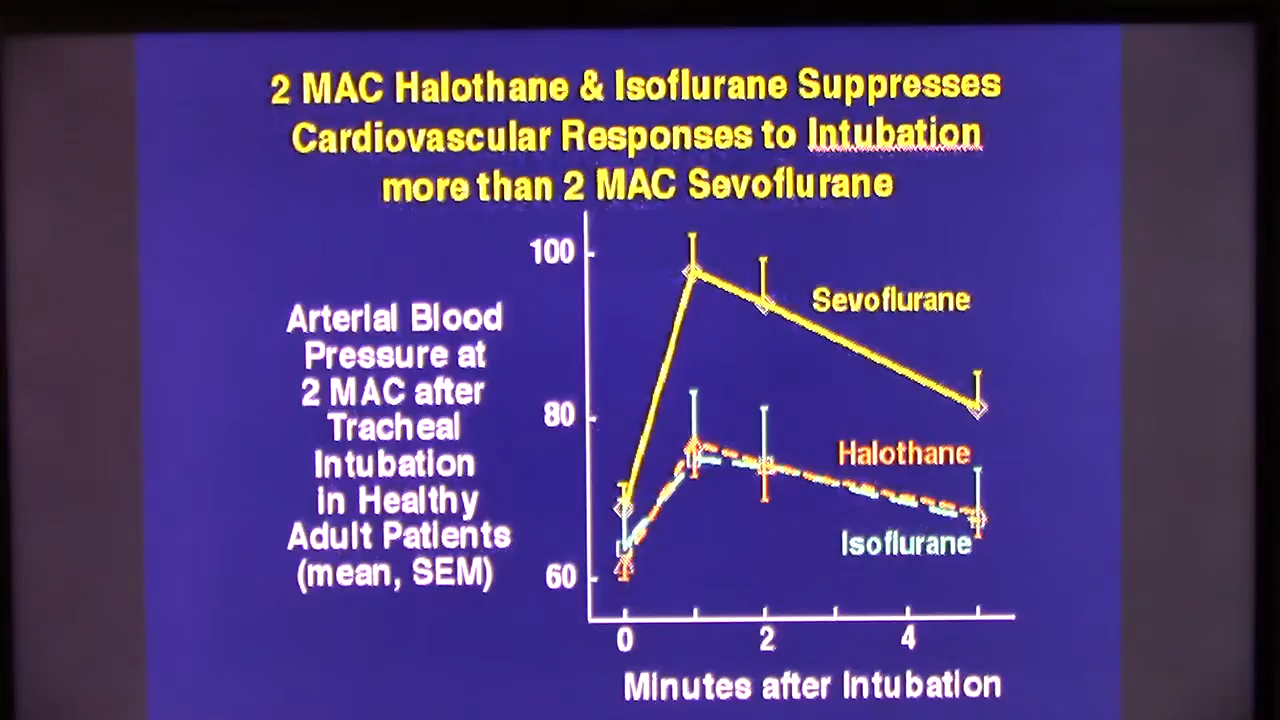 2 MAC Halothane & Isoflurane Suppresses
Cardiovascular Responses to Intubation
more than 2 MAC Sevoflurane
100
80
60
Arterial Blood
Pressure at
2 MAC after
Tracheal
Intubation
in Healthy
Adult Patients
(mean, SEM)
Sevoflurane
Halothane
Isoflurane
0 2 4
Minutes after Intubation